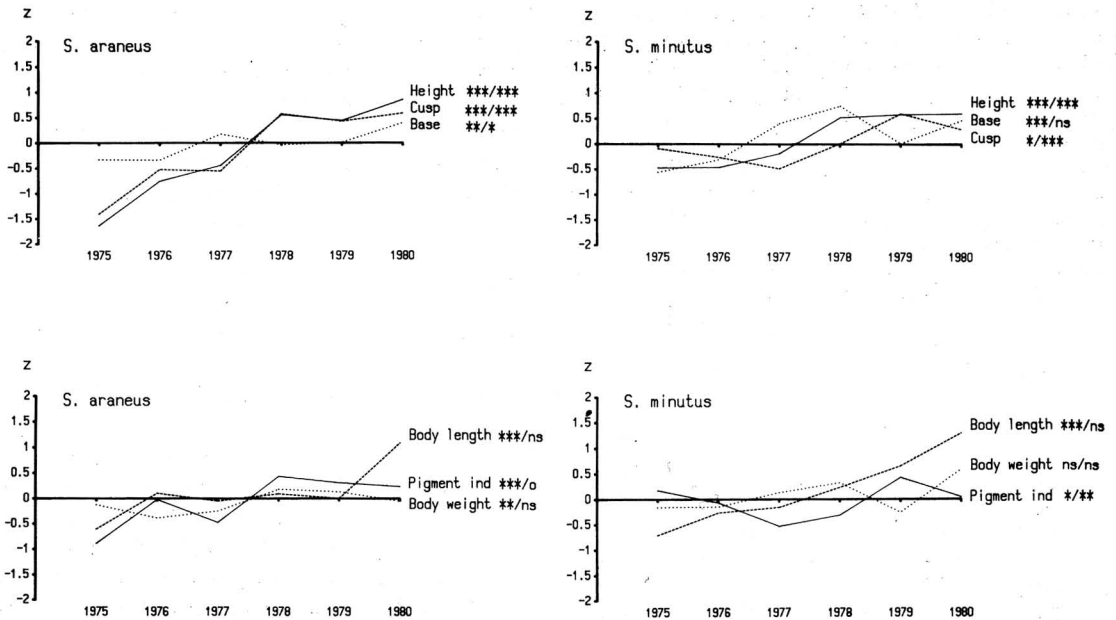 z
S. araneus
2
1.5
1
0.5
0
-0.5
-1
-1.5
-2
1975 1976 1977 1978 1979 1980
Height ***/***
Cusp ***/***
Base **/*
z
S. minutus
2
1.5
1
0.5
0
-0.5
-1
-1.5
-2
1975 1976 1977 1978 1979 1980
Height ***/***
Base ***/ns
Cusp */***
z
S. araneus
2
1.5
1
0.5
0
-0.5
-1
-1.5
-2
1975 1976 1977 1978 1979 1980
Body length ***/ns
Pigment ind ***/o
Body weight **/ns
z
S. minutus
2
1.5
1
0.5
0
-0.5
-1
-1.5
-2
1975 1976 1977 1978 1979 1980
Body length ***/ns
Body weight ns/ns
Pigment ind */**